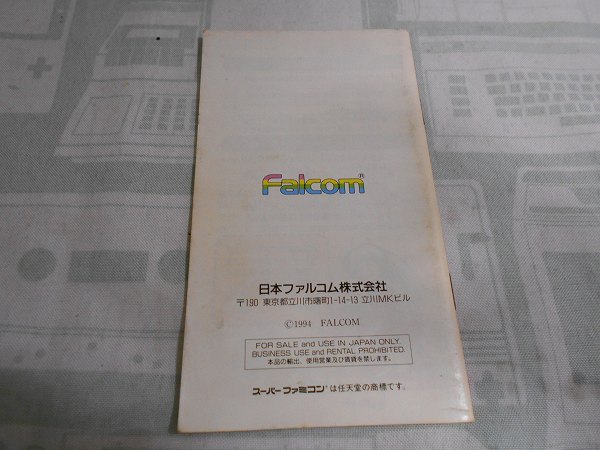 Falcom®
日本ファルコム株式会社
〒190 東京都立川市曙町1-14-13 立川MKビル
©1994 FALCOM
FOR SALE and USE IN JAPAN ONLY.
BUSINESS USE and RENTAL PROHIBITED.
本品の輸出、使用営業及び賃貸を禁じます。
スーパーファミコン®は任天堂の商標です。